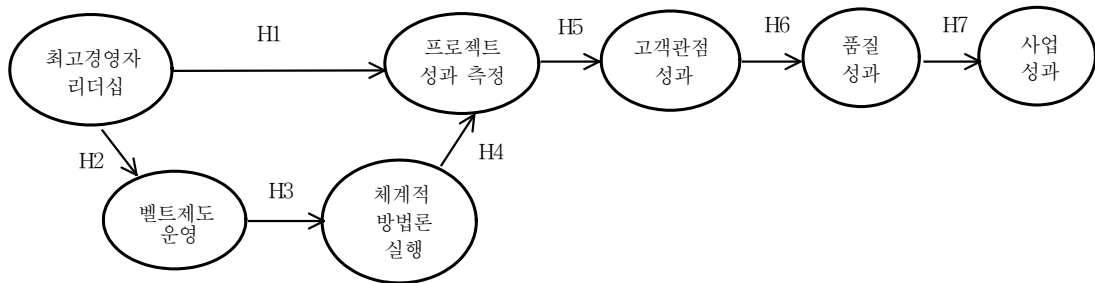 H1
H5
H6
H7
최고경영자
리더십
프로젝트
성과 측정
고객관점
성과
품질
성과
사업
성과
H2
H3
H4
벨트제도
운영
체계적
방법론
실행